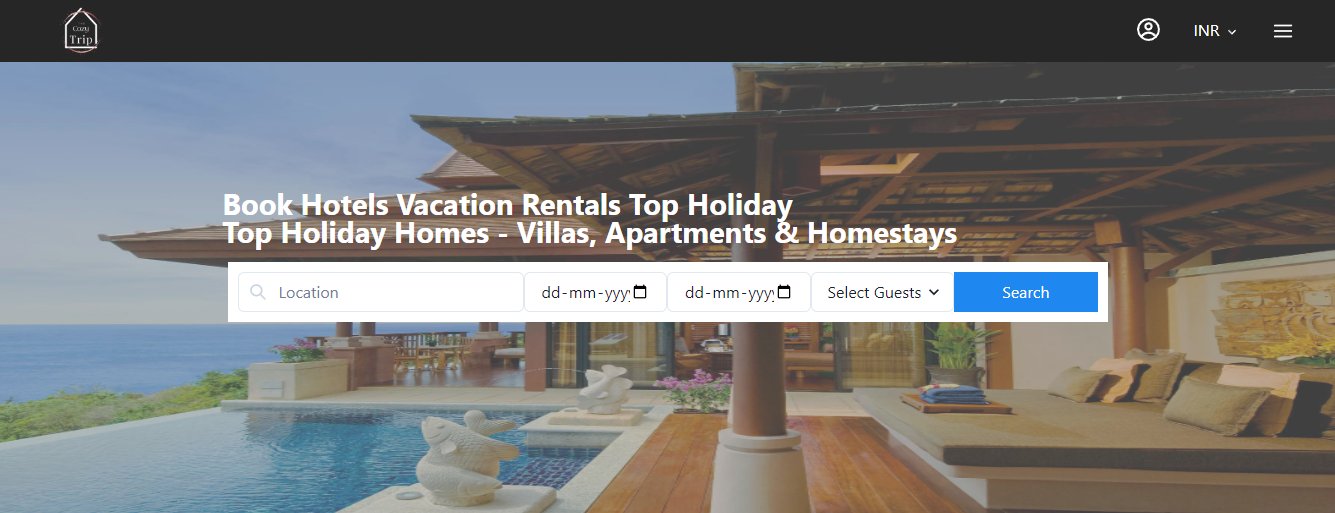 Cozy
Trip
INR
Book Hotels Vacation Rentals Top Holiday
Top Holiday Homes - Villas, Apartments & Homestays
Location
dd-mm-yyyy
dd-mm-yyyy
Select Guests
Search